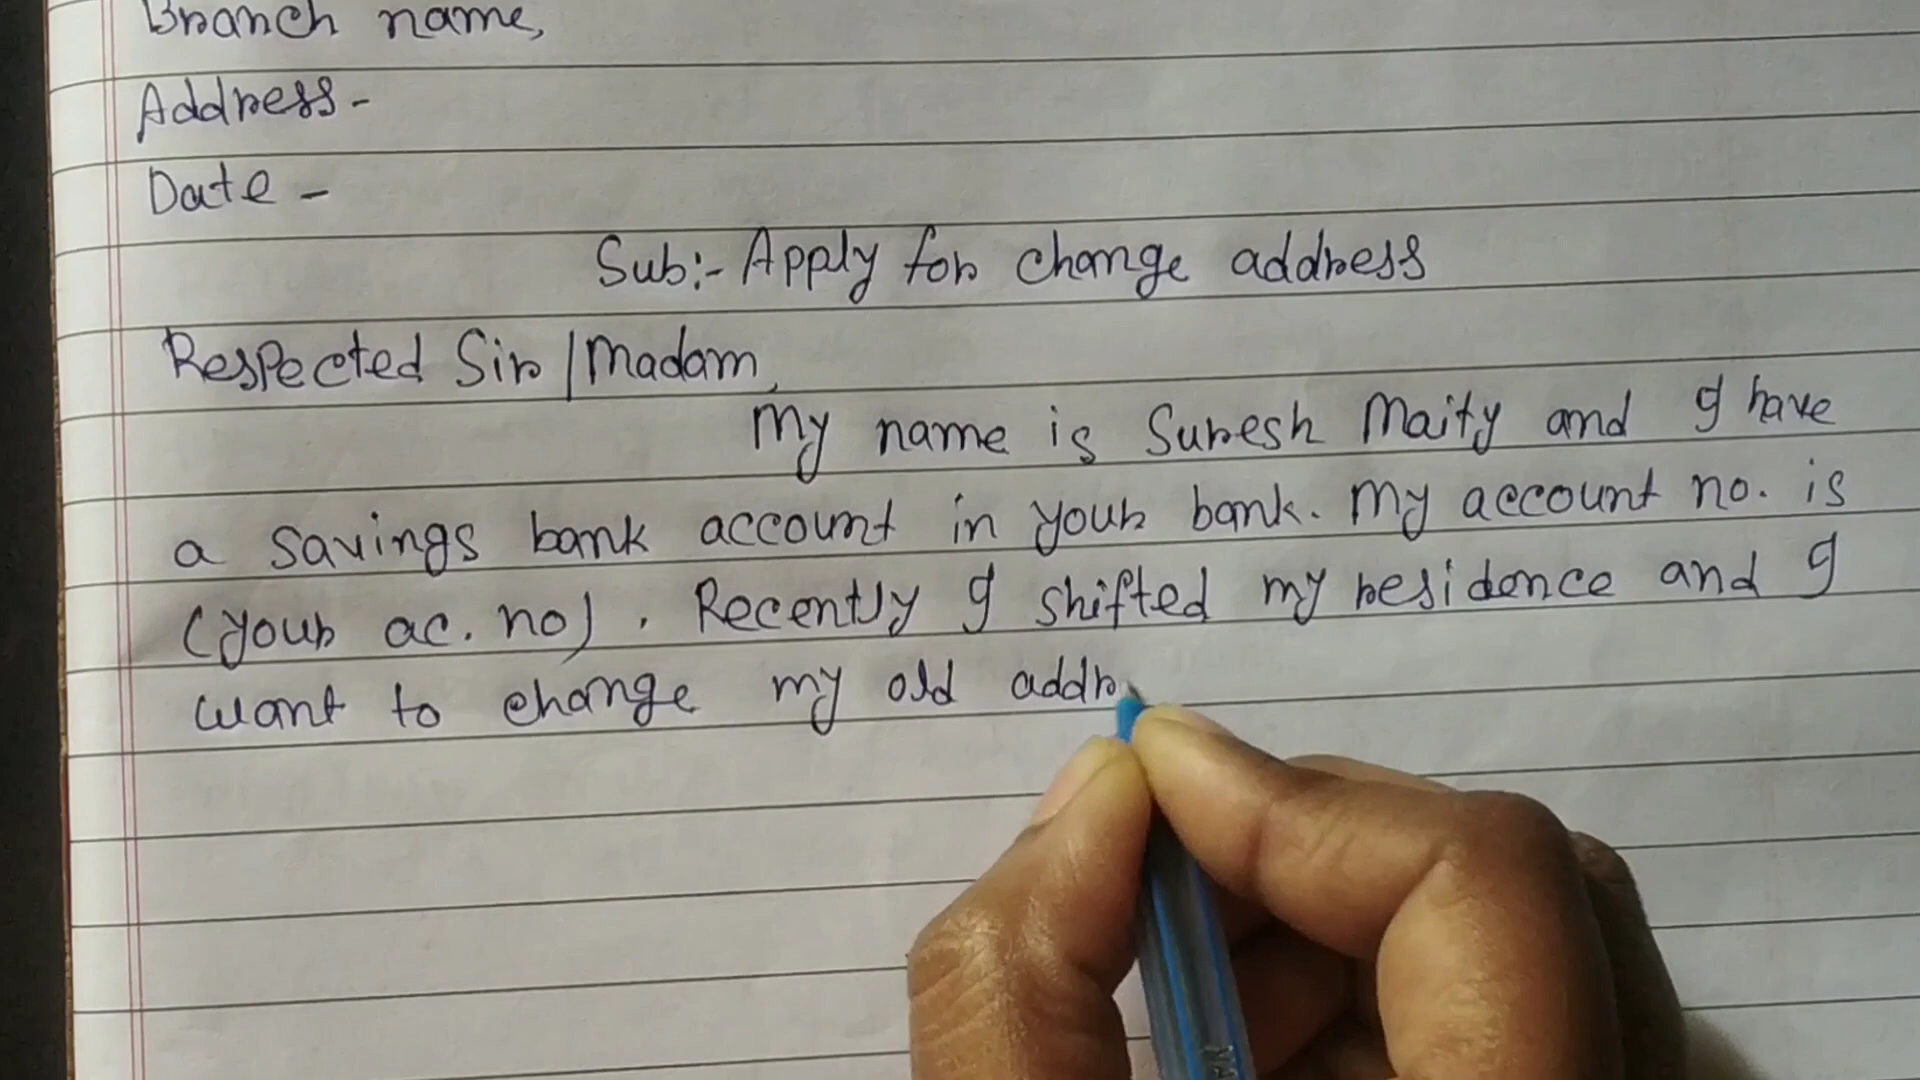 Branch name,
Address -
Date -
Sub:- Apply for change address
Respected Sir/Madam,
My name is Suresh Maity and I have
a savings bank account in your bank. My account no. is
(your ac. no). Recently I shifted my residence and I
want to change my old addr